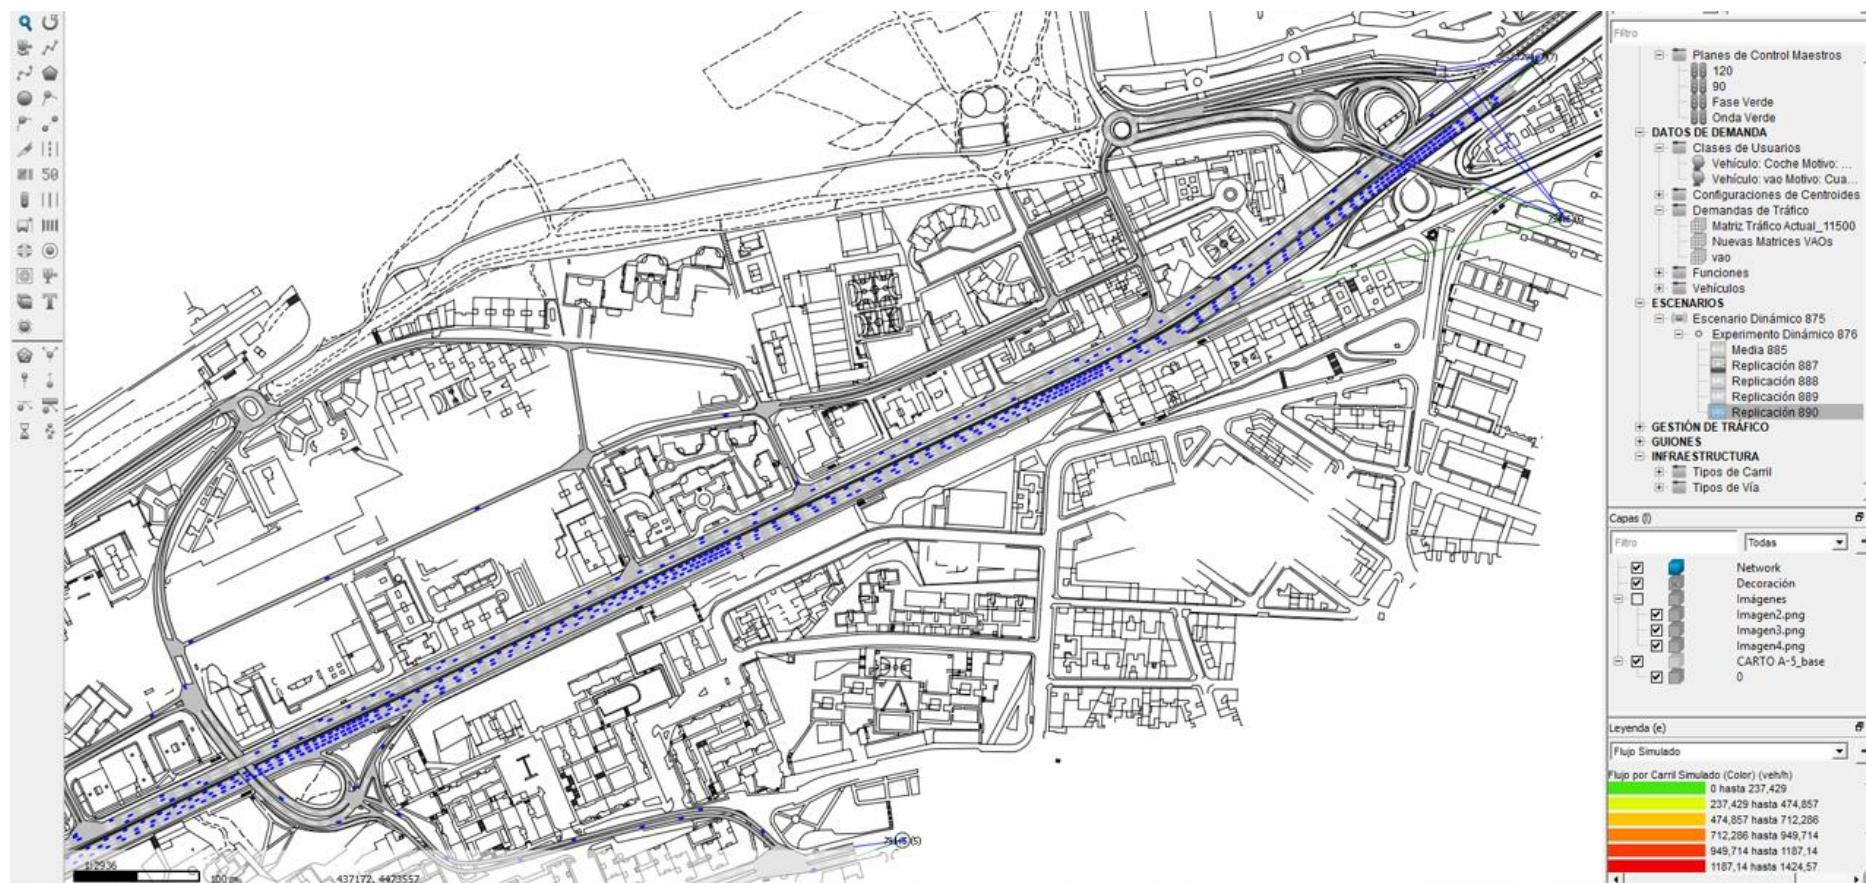 Filtro
Planes de Control Maestros
120
90
Fase Verde
Onda Verde
DATOS DE DEMANDA
Clases de Usuarios
Vehículo: Coche Motivo: ...
Vehículo: vao Motivo: Cua...
Configuraciones de Centroides
Demandas de Tráfico
Matriz Tráfico Actual_11500
Nuevas Matrices VAOs
vao
Funciones
Vehículos
ESCENARIOS
Escenario Dinámico 875
Experimento Dinámico 876
Media 885
Replicación 887
Replicación 888
Replicación 889
Replicación 890
GESTIÓN DE TRÁFICO
GUIONES
INFRAESTRUCTURA
Tipos de Carril
Tipos de Vía
Capas (l)
Filtro Todas
Network
Decoración
Imágenes
Imagen2.png
Imagen3.png
Imagen4.png
CARTO A-5_base
0
Leyenda (e)
Flujo Simulado
Flujo por Carril Simulado (Color) (veh/h)
0 hasta 237,429
237,429 hasta 474,857
474,857 hasta 712,286
712,286 hasta 949,714
949,714 hasta 1187,14
1187,14 hasta 1424,57
50
1:2936
437172, 4473557